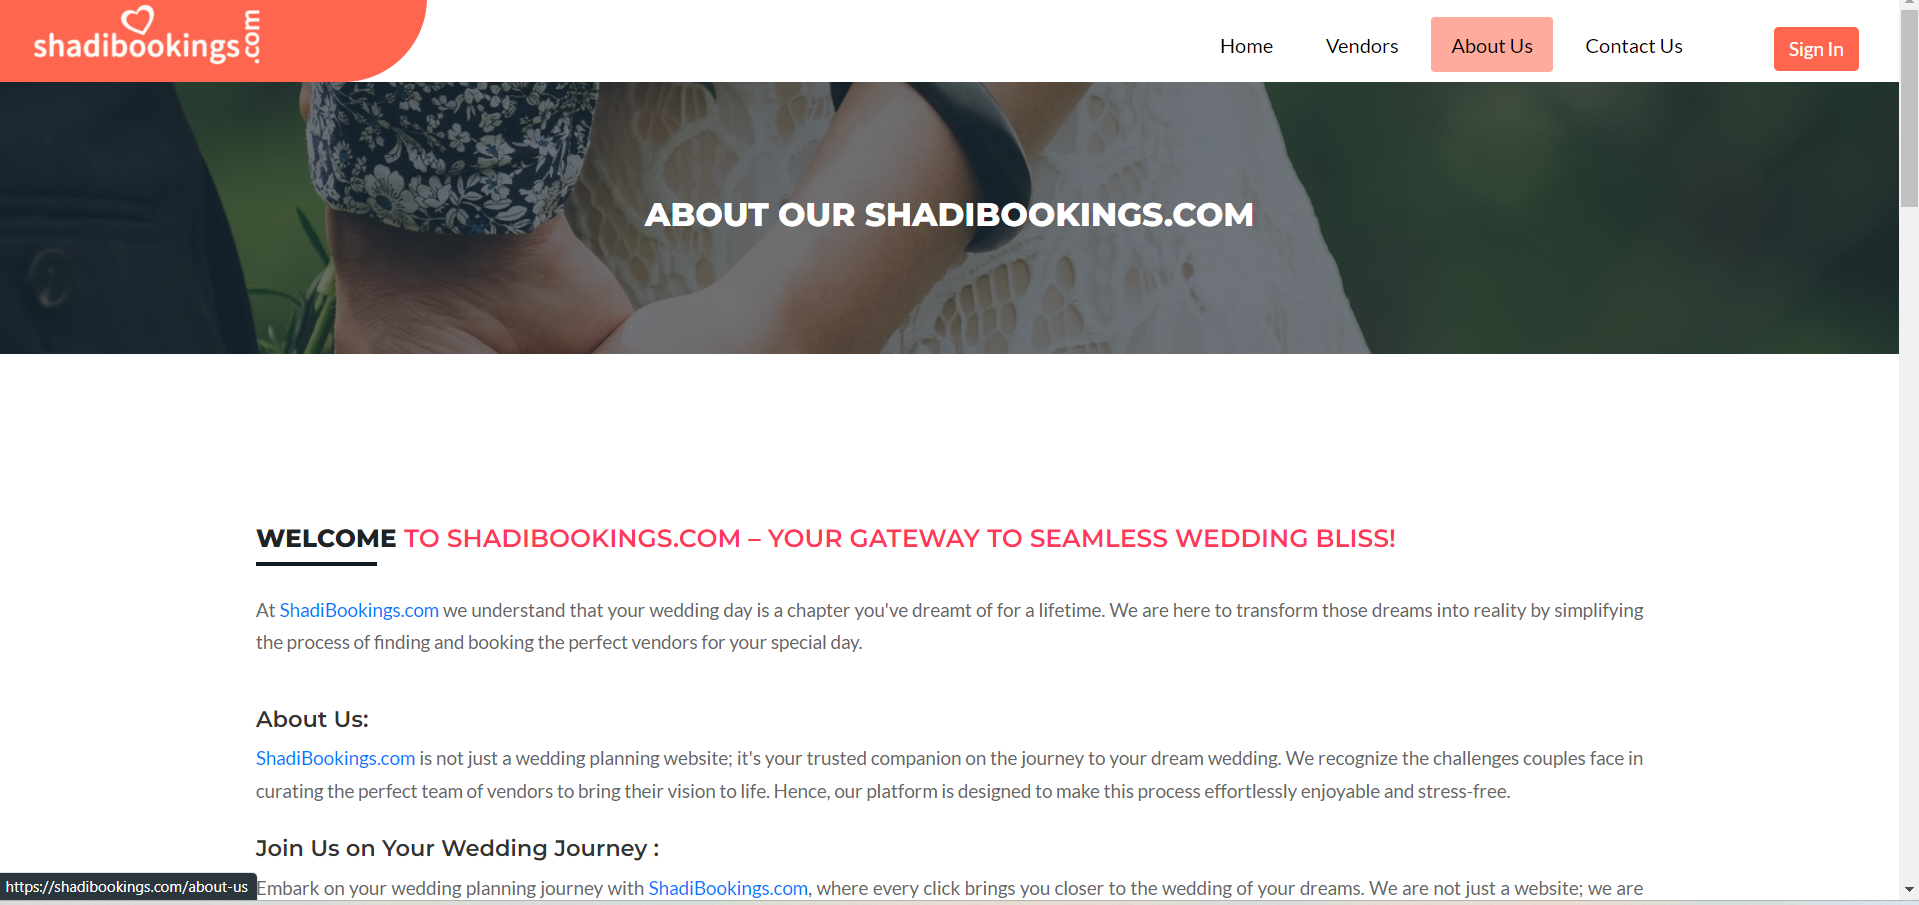 shadibookings.com
Home
Vendors
About Us
Contact Us
Sign In
ABOUT OUR SHADIBOOKINGS.COM
WELCOME TO SHADIBOOKINGS.COM – YOUR GATEWAY TO SEAMLESS WEDDING BLISS!
At ShadiBookings.com we understand that your wedding day is a chapter you've dreamt of for a lifetime. We are here to transform those dreams into reality by simplifying
the process of finding and booking the perfect vendors for your special day.
About Us:
ShadiBookings.com is not just a wedding planning website; it's your trusted companion on the journey to your dream wedding. We recognize the challenges couples face in
curating the perfect team of vendors to bring their vision to life. Hence, our platform is designed to make this process effortlessly enjoyable and stress-free.
Join Us on Your Wedding Journey :
Embark on your wedding planning journey with ShadiBookings.com, where every click brings you closer to the wedding of your dreams. We are not just a website; we are
https://shadibookings.com/about-us